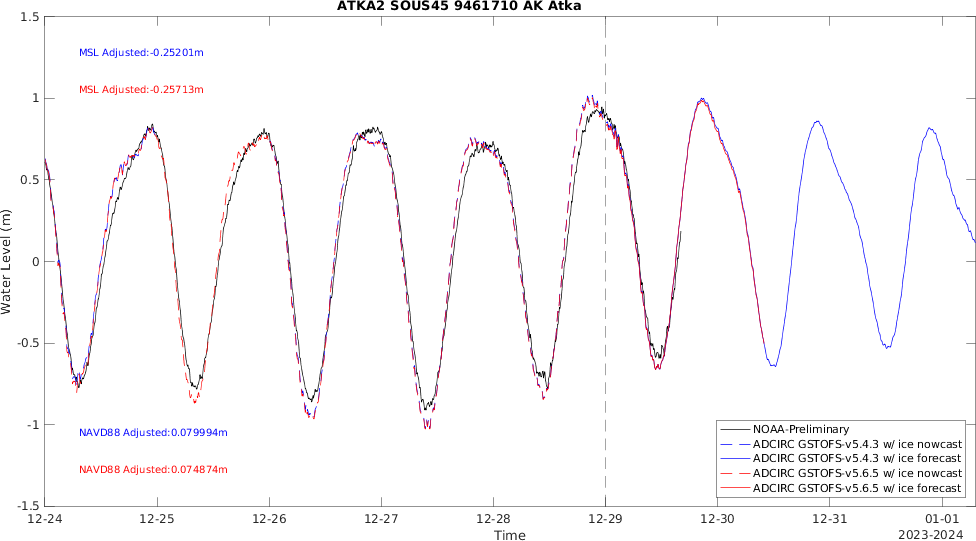 ATKA2 SOUS45 9461710 AK Atka
1.5
1
0.5
0
-0.5
-1
-1.5
Water Level (m)
MSL Adjusted:-0.25201m
MSL Adjusted:-0.25713m
NAVD88 Adjusted:0.079994m
NAVD88 Adjusted:0.074874m
NOAA-Preliminary
ADCIRC GSTOFS-v5.4.3 w/ ice nowcast
ADCIRC GSTOFS-v5.4.3 w/ ice forecast
ADCIRC GSTOFS-v5.6.5 w/ ice nowcast
ADCIRC GSTOFS-v5.6.5 w/ ice forecast
12-24 12-25 12-26 12-27 12-28 12-29 12-30 12-31 01-01
Time
2023-2024